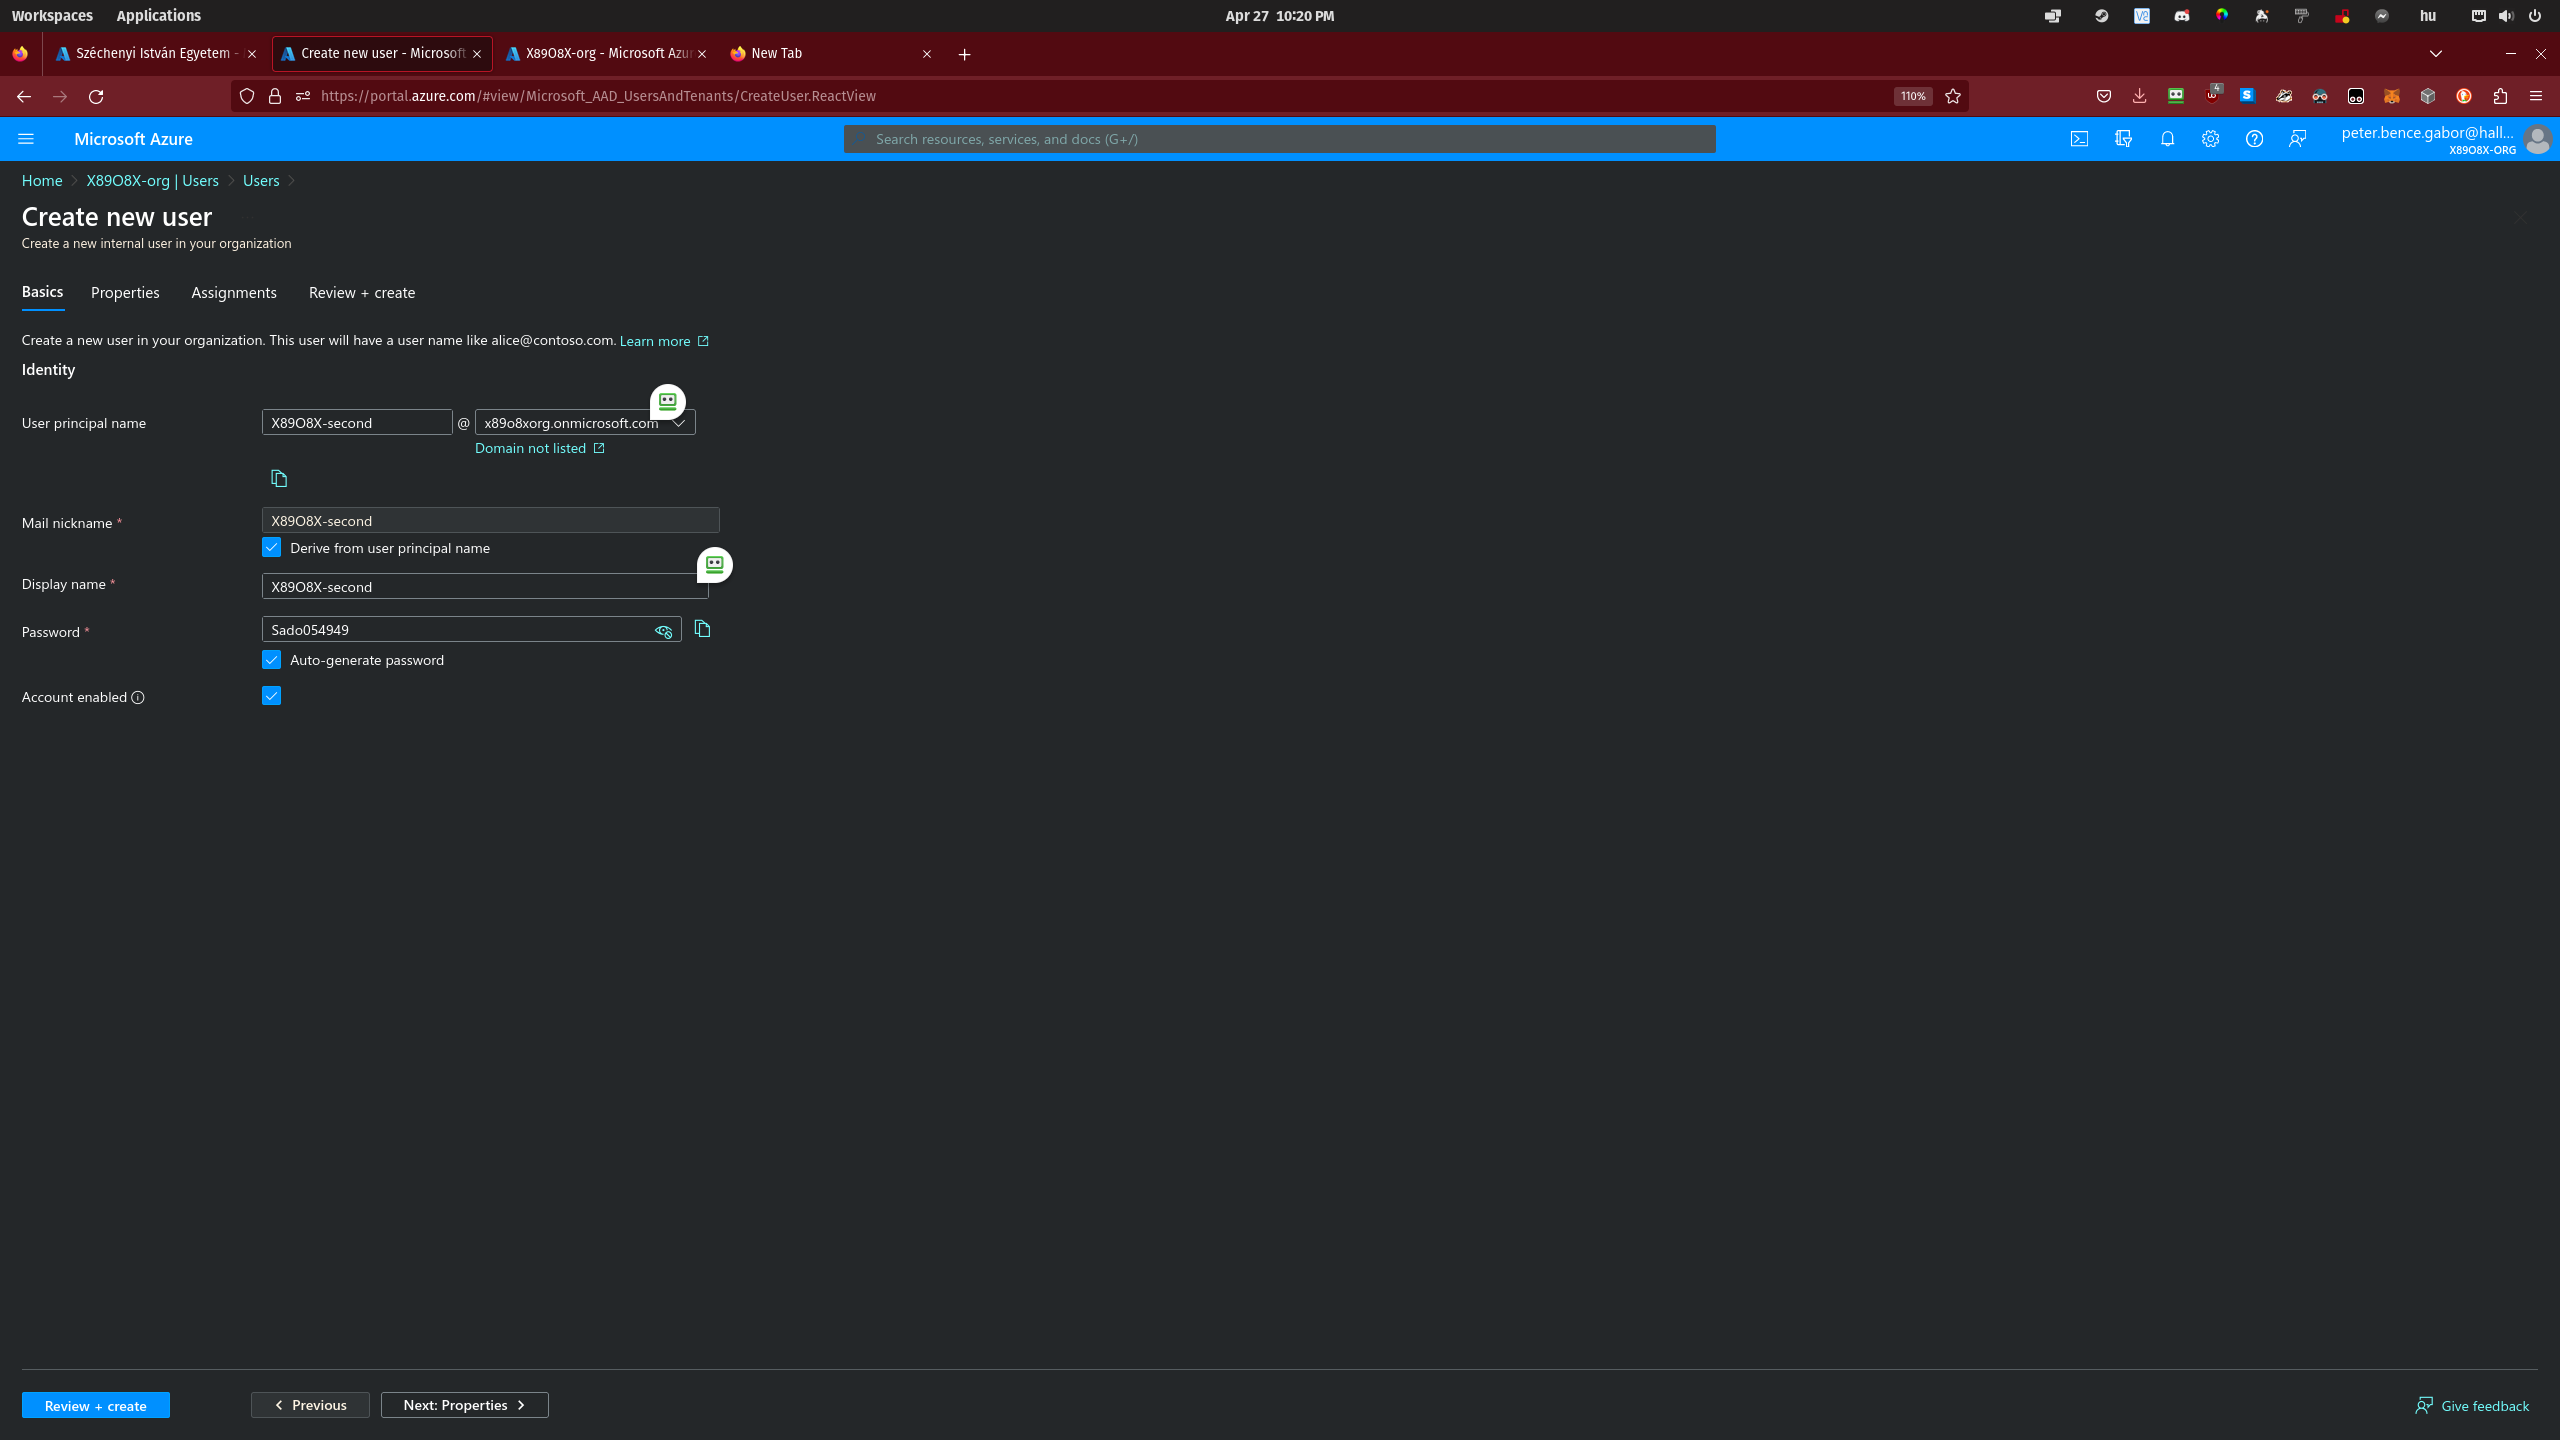 Workspaces Applications Apr 27 10:20 PM hu
Széchenyi István Egyetem - Create new user - Microsoft X89O8X-org - Microsoft Azur New Tab
https://portal.azure.com/#view/Microsoft_AAD_UsersAndTenants/CreateUser.ReactView 110% 4
Microsoft Azure Search resources, services, and docs (G+/) peter.bence.gabor@hall...
X89O8X-ORG
Home X89O8X-org | Users Users
Create new user
Create a new internal user in your organization
Basics Properties Assignments Review + create
Create a new user in your organization. This user will have a user name like alice@contoso.com. Learn more
Identity
User principal name X89O8X-second @ x89o8xorg.onmicrosoft.com
Domain not listed
Mail nickname * X89O8X-second
Derive from user principal name
Display name * X89O8X-second
Password * Sado054949
Auto-generate password
Account enabled
Review + create Previous Next: Properties Give feedback